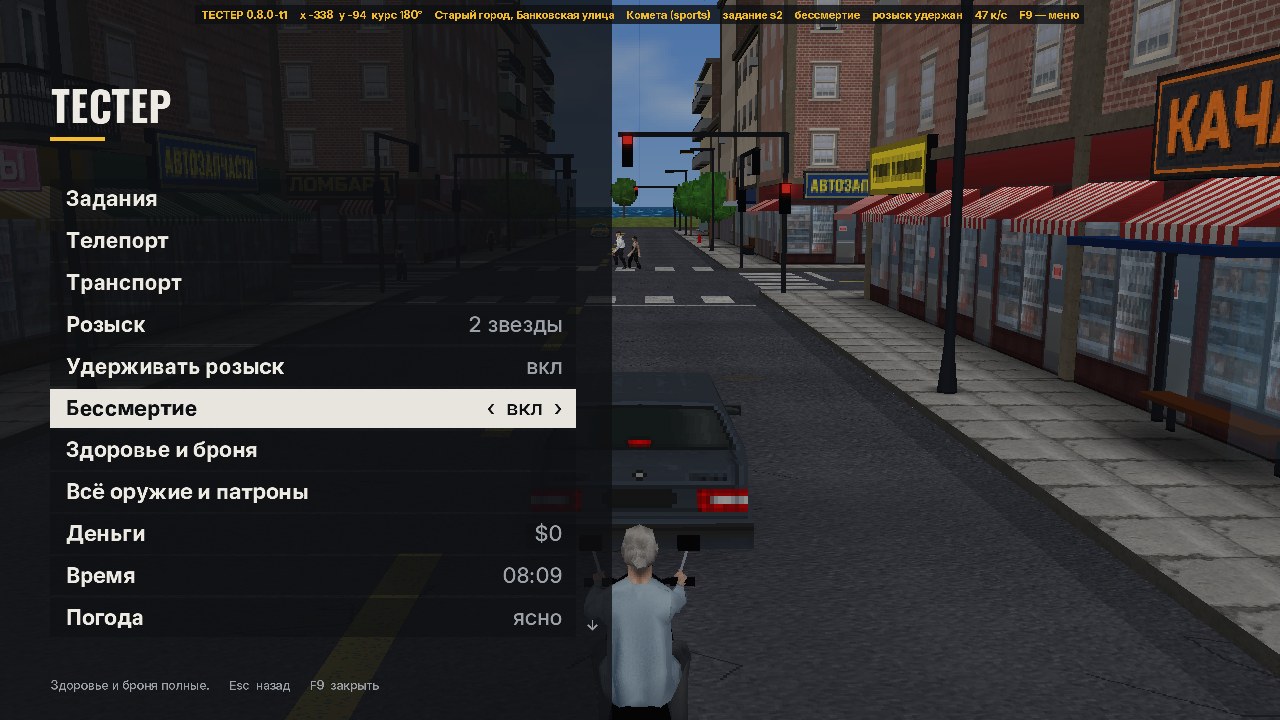 ТЕСТЕР 0.8.0-t1 x -338 y -94 курс 180° Старый город, Банковская улица Комета (sports) задание s2 бессмертие розыск удержан 47 к/с F9 — меню
ТЕСТЕР
КАЧА
АВТОЗАПЧАСТИ
ЛОМБАРД
АВТОЗАП
Ы
Задания
Телепорт
Транспорт
Розыск 2 звезды
Удерживать розыск вкл
Бессмертие ‹ вкл ›
Здоровье и броня
Всё оружие и патроны
Деньги $0
Время 08:09
Погода ясно
Здоровье и броня полные. Esc назад F9 закрыть